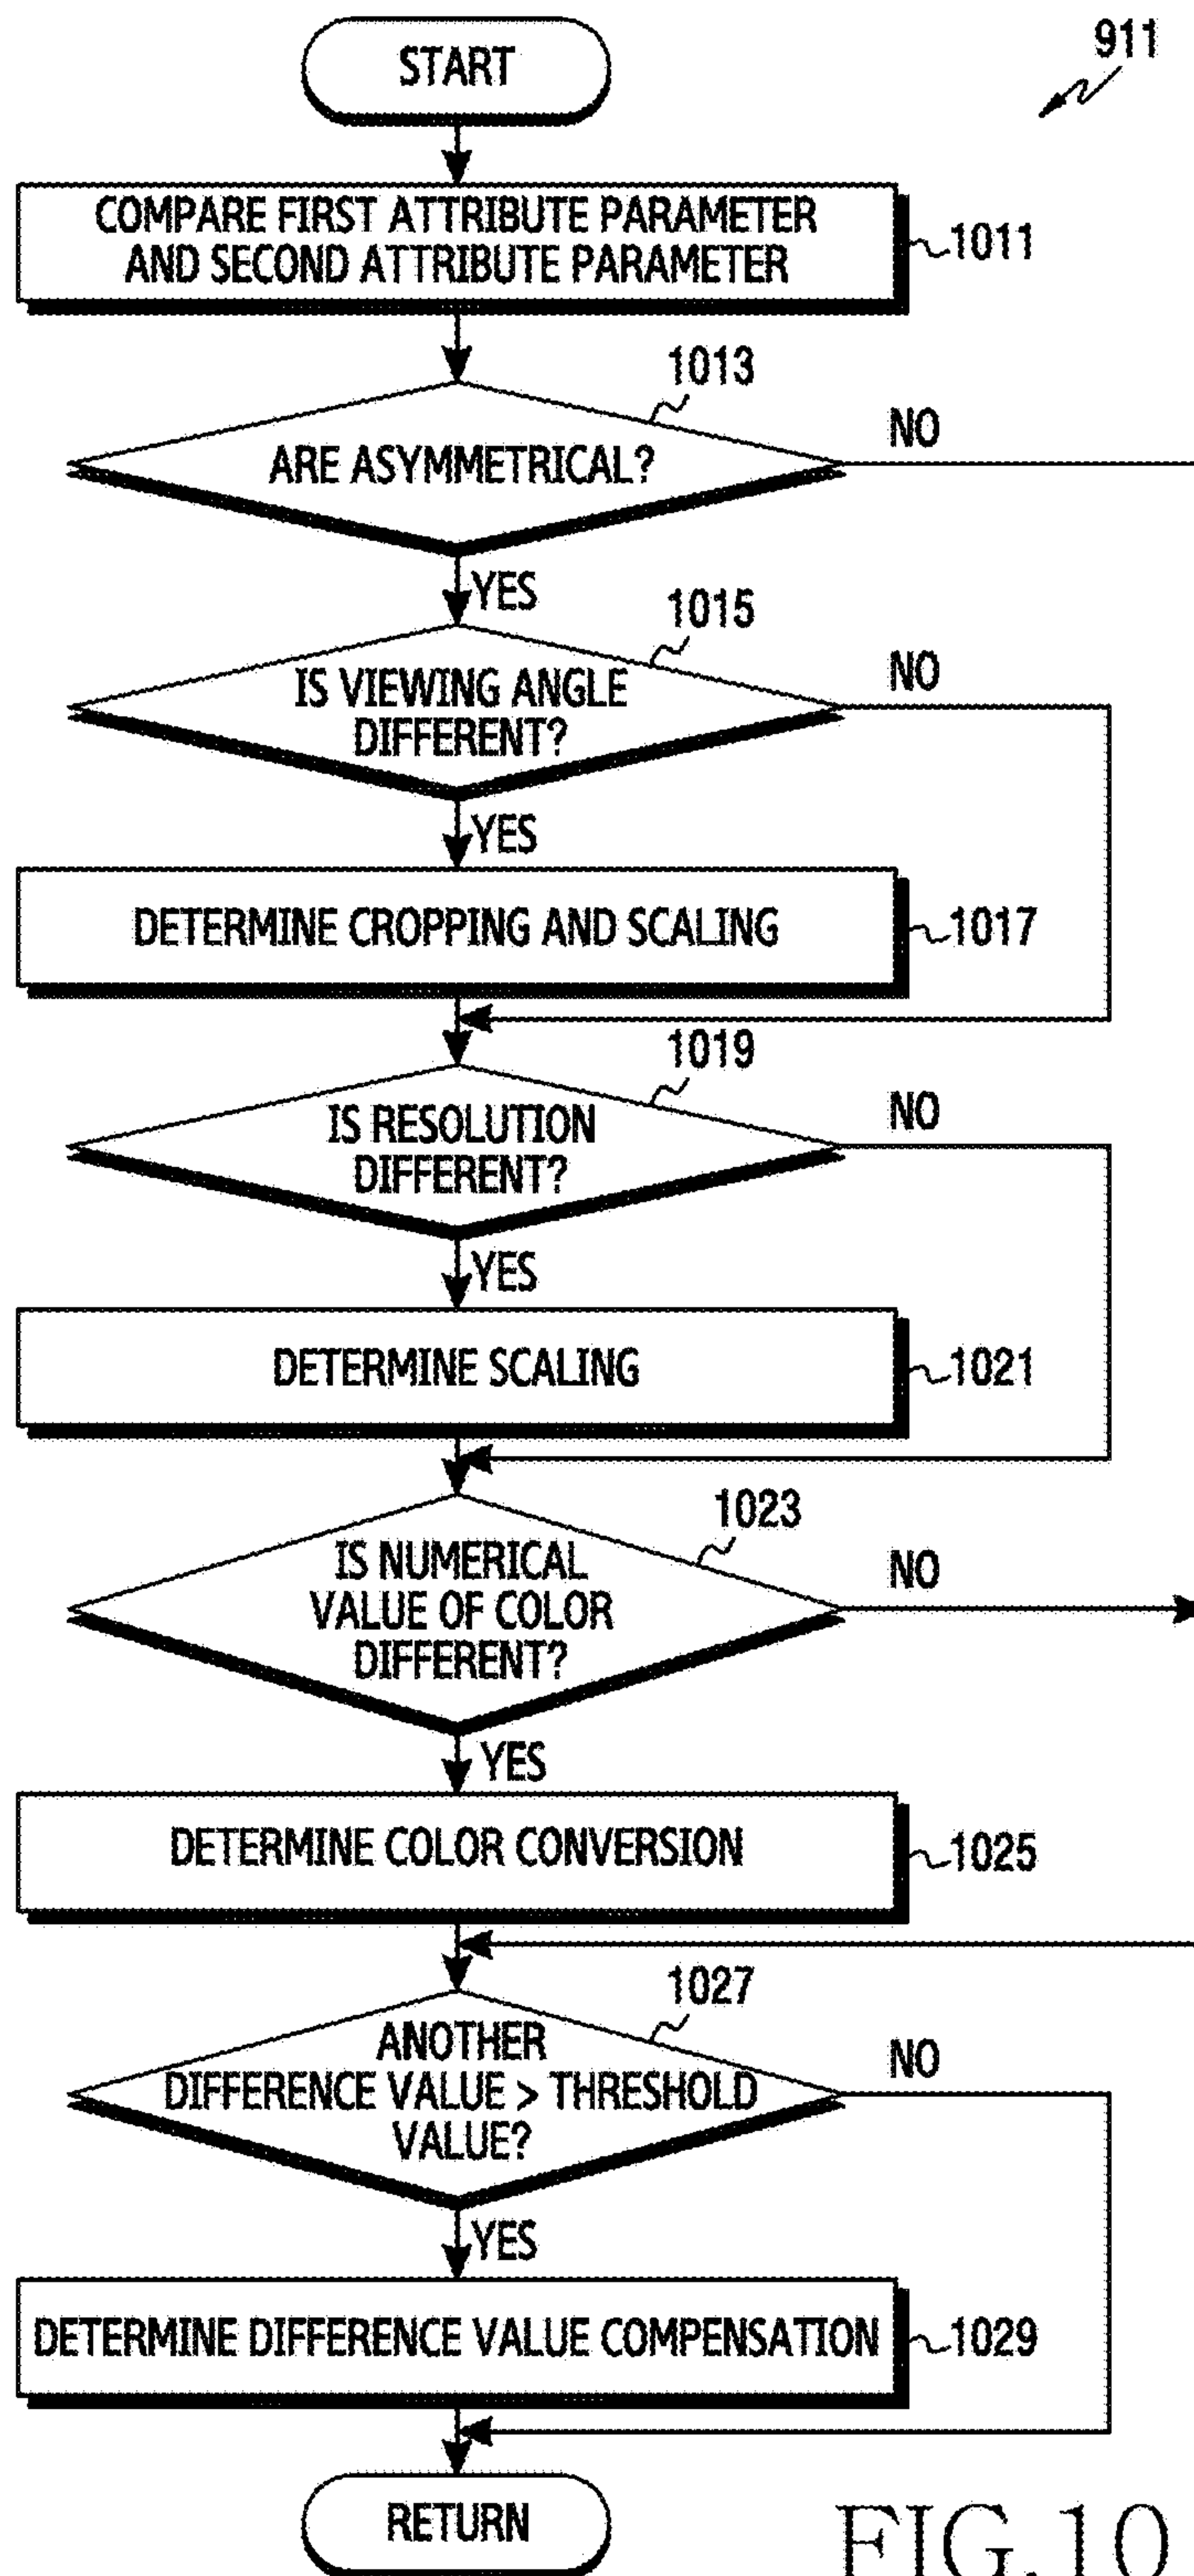 START
911
COMPARE FIRST ATTRIBUTE PARAMETER
AND SECOND ATTRIBUTE PARAMETER
1011
1013
ARE ASYMMETRICAL?
NO
YES
1015
IS VIEWING ANGLE
DIFFERENT?
NO
YES
DETERMINE CROPPING AND SCALING
1017
1019
IS RESOLUTION
DIFFERENT?
NO
YES
DETERMINE SCALING
1021
1023
IS NUMERICAL
VALUE OF COLOR
DIFFERENT?
NO
YES
DETERMINE COLOR CONVERSION
1025
1027
ANOTHER
DIFFERENCE VALUE > THRESHOLD
VALUE?
NO
YES
DETERMINE DIFFERENCE VALUE COMPENSATION
1029
RETURN
FIG.10